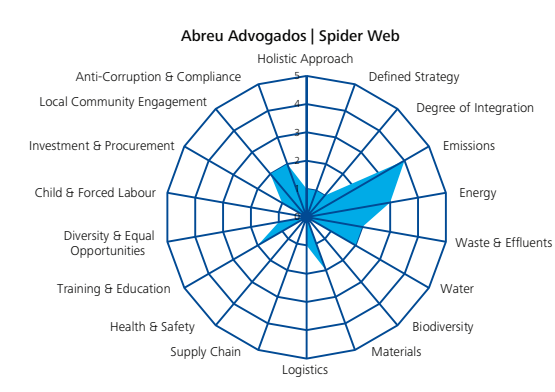 Abreu Advogados | Spider Web
Holistic Approach
Anti-Corruption & Compliance
Defined Strategy
Local Community Engagement
Degree of Integration
Investment & Procurement
Emissions
Child & Forced Labour
Energy
Diversity & Equal
Opportunities
Waste & Effluents
Training & Education
Water
Health & Safety
Biodiversity
Supply Chain
Materials
Logistics
5
4
3
2
1
0